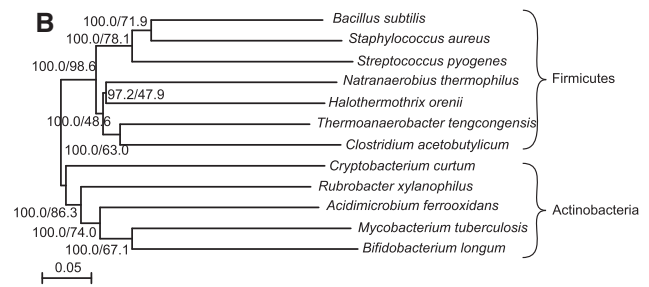 B
100.0/71.9
Bacillus subtilis
100.0/78.1
Staphylococcus aureus
Streptococcus pyogenes
100.0/98.6
Natranaerobius thermophilus
Firmicutes
97.2/47.9
Halothermothrix orenii
100.0/48.6
Thermoanaerobacter tengcongensis
100.0/63.0
Clostridium acetobutylicum
Cryptobacterium curtum
Rubrobacter xylanophilus
100.0/86.3
Acidimicrobium ferrooxidans
Actinobacteria
100.0/74.0
Mycobacterium tuberculosis
100.0/67.1
Bifidobacterium longum
0.05